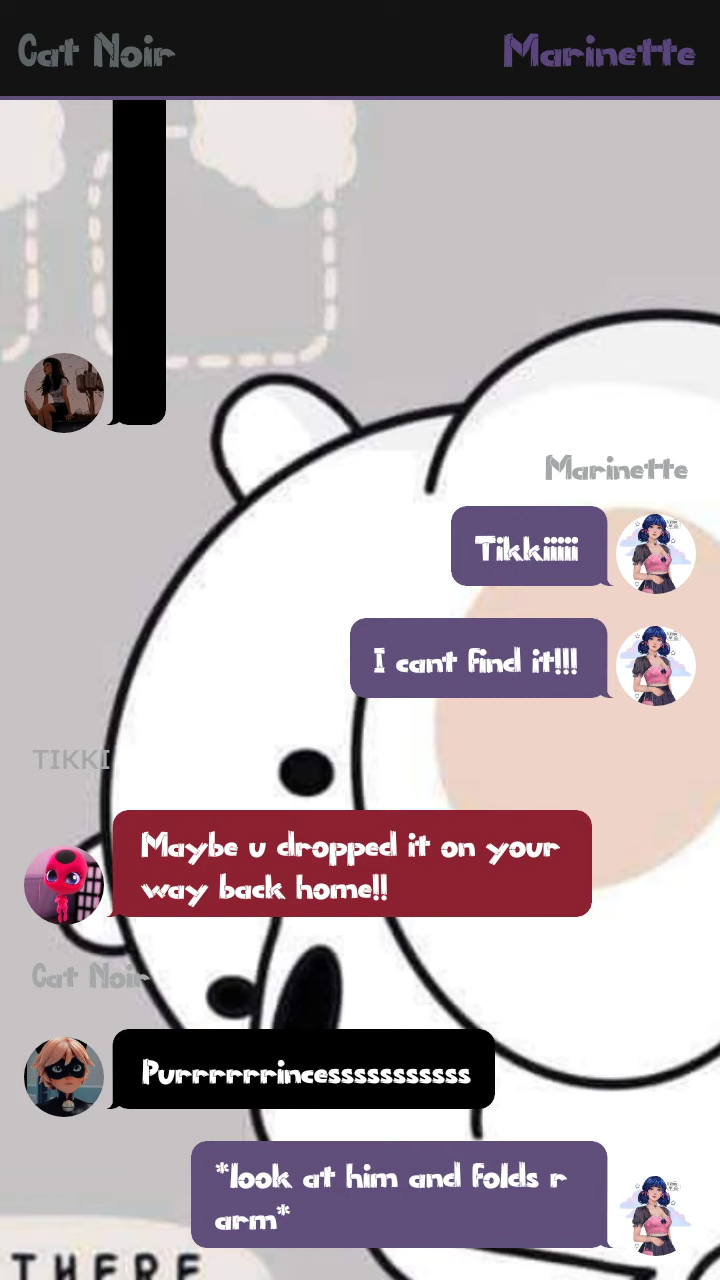 Cat Noir
Marinette
Marinette
Tikkiiiii
I cant find it!!!
TIKKI
Maybe u dropped it on your
way back home!!
Cat Noir
Purrrrrrincesssssssssss
*look at him and folds r
arm*
THERE